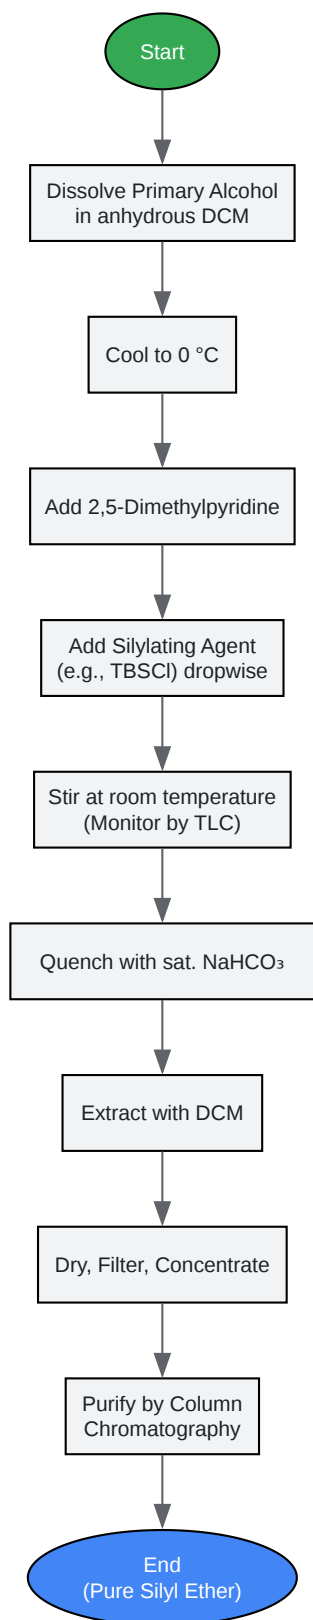 Start
Dissolve Primary Alcohol
in anhydrous DCM
Cool to 0 °C
Add 2,5-Dimethylpyridine
Add Silylating Agent
(e.g., TBSCl) dropwise
Stir at room temperature
(Monitor by TLC)
Quench with sat. NaHCO₃
Extract with DCM
Dry, Filter, Concentrate
Purify by Column
Chromatography
End
(Pure Silyl Ether)